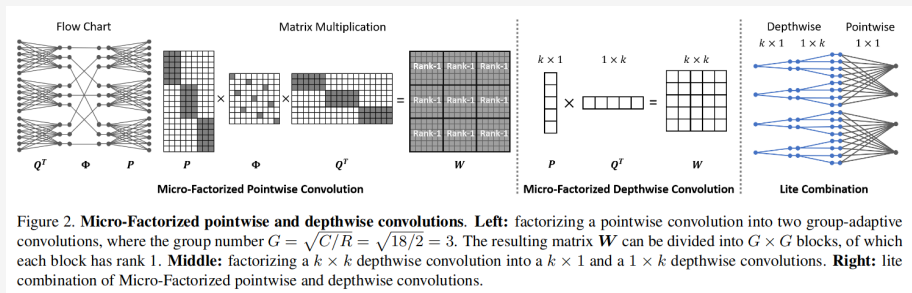 Flow Chart
Matrix Multiplication
Depthwise
Pointwise
k × 1
1 × k
1 × 1
k × 1
1 × k
k × k
Rank-1 Rank-1 Rank-1
Rank-1 Rank-1 Rank-1
Rank-1 Rank-1 Rank-1
×
×
=
×
=
Q^T Φ P
P Φ Q^T W
P Q^T W
Micro-Factorized Pointwise Convolution
Micro-Factorized Depthwise Convolution
Lite Combination
Figure 2. Micro-Factorized pointwise and depthwise convolutions. Left: factorizing a pointwise convolution into two group-adaptive
convolutions, where the group number G = √C/R = √18/2 = 3. The resulting matrix W can be divided into G × G blocks, of which
each block has rank 1. Middle: factorizing a k × k depthwise convolution into a k × 1 and a 1 × k depthwise convolutions. Right: lite
combination of Micro-Factorized pointwise and depthwise convolutions.